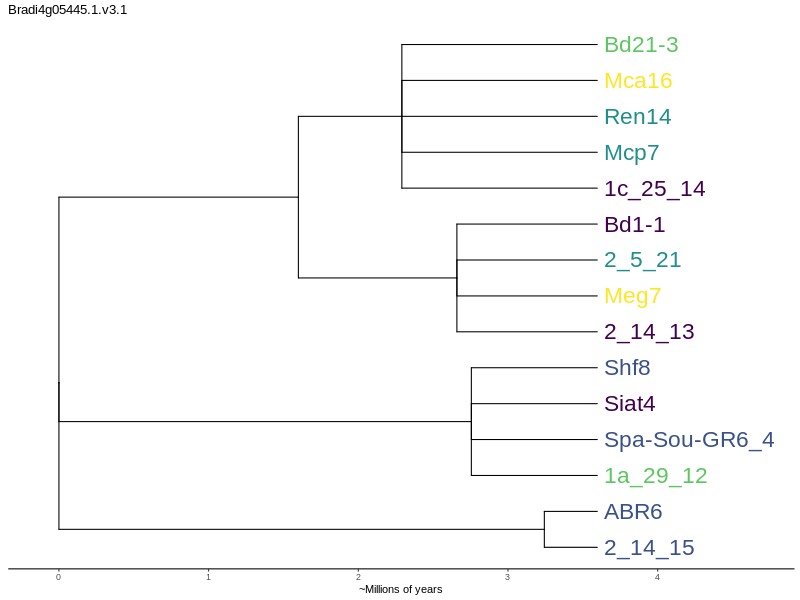 Bradi4g05445.1.v3.1
Bd21-3
Mca16
Ren14
Mcp7
1c_25_14
Bd1-1
2_5_21
Meg7
2_14_13
Shf8
Siat4
Spa-Sou-GR6_4
1a_29_12
ABR6
2_14_15
0 1 2 3 4
~Millions of years